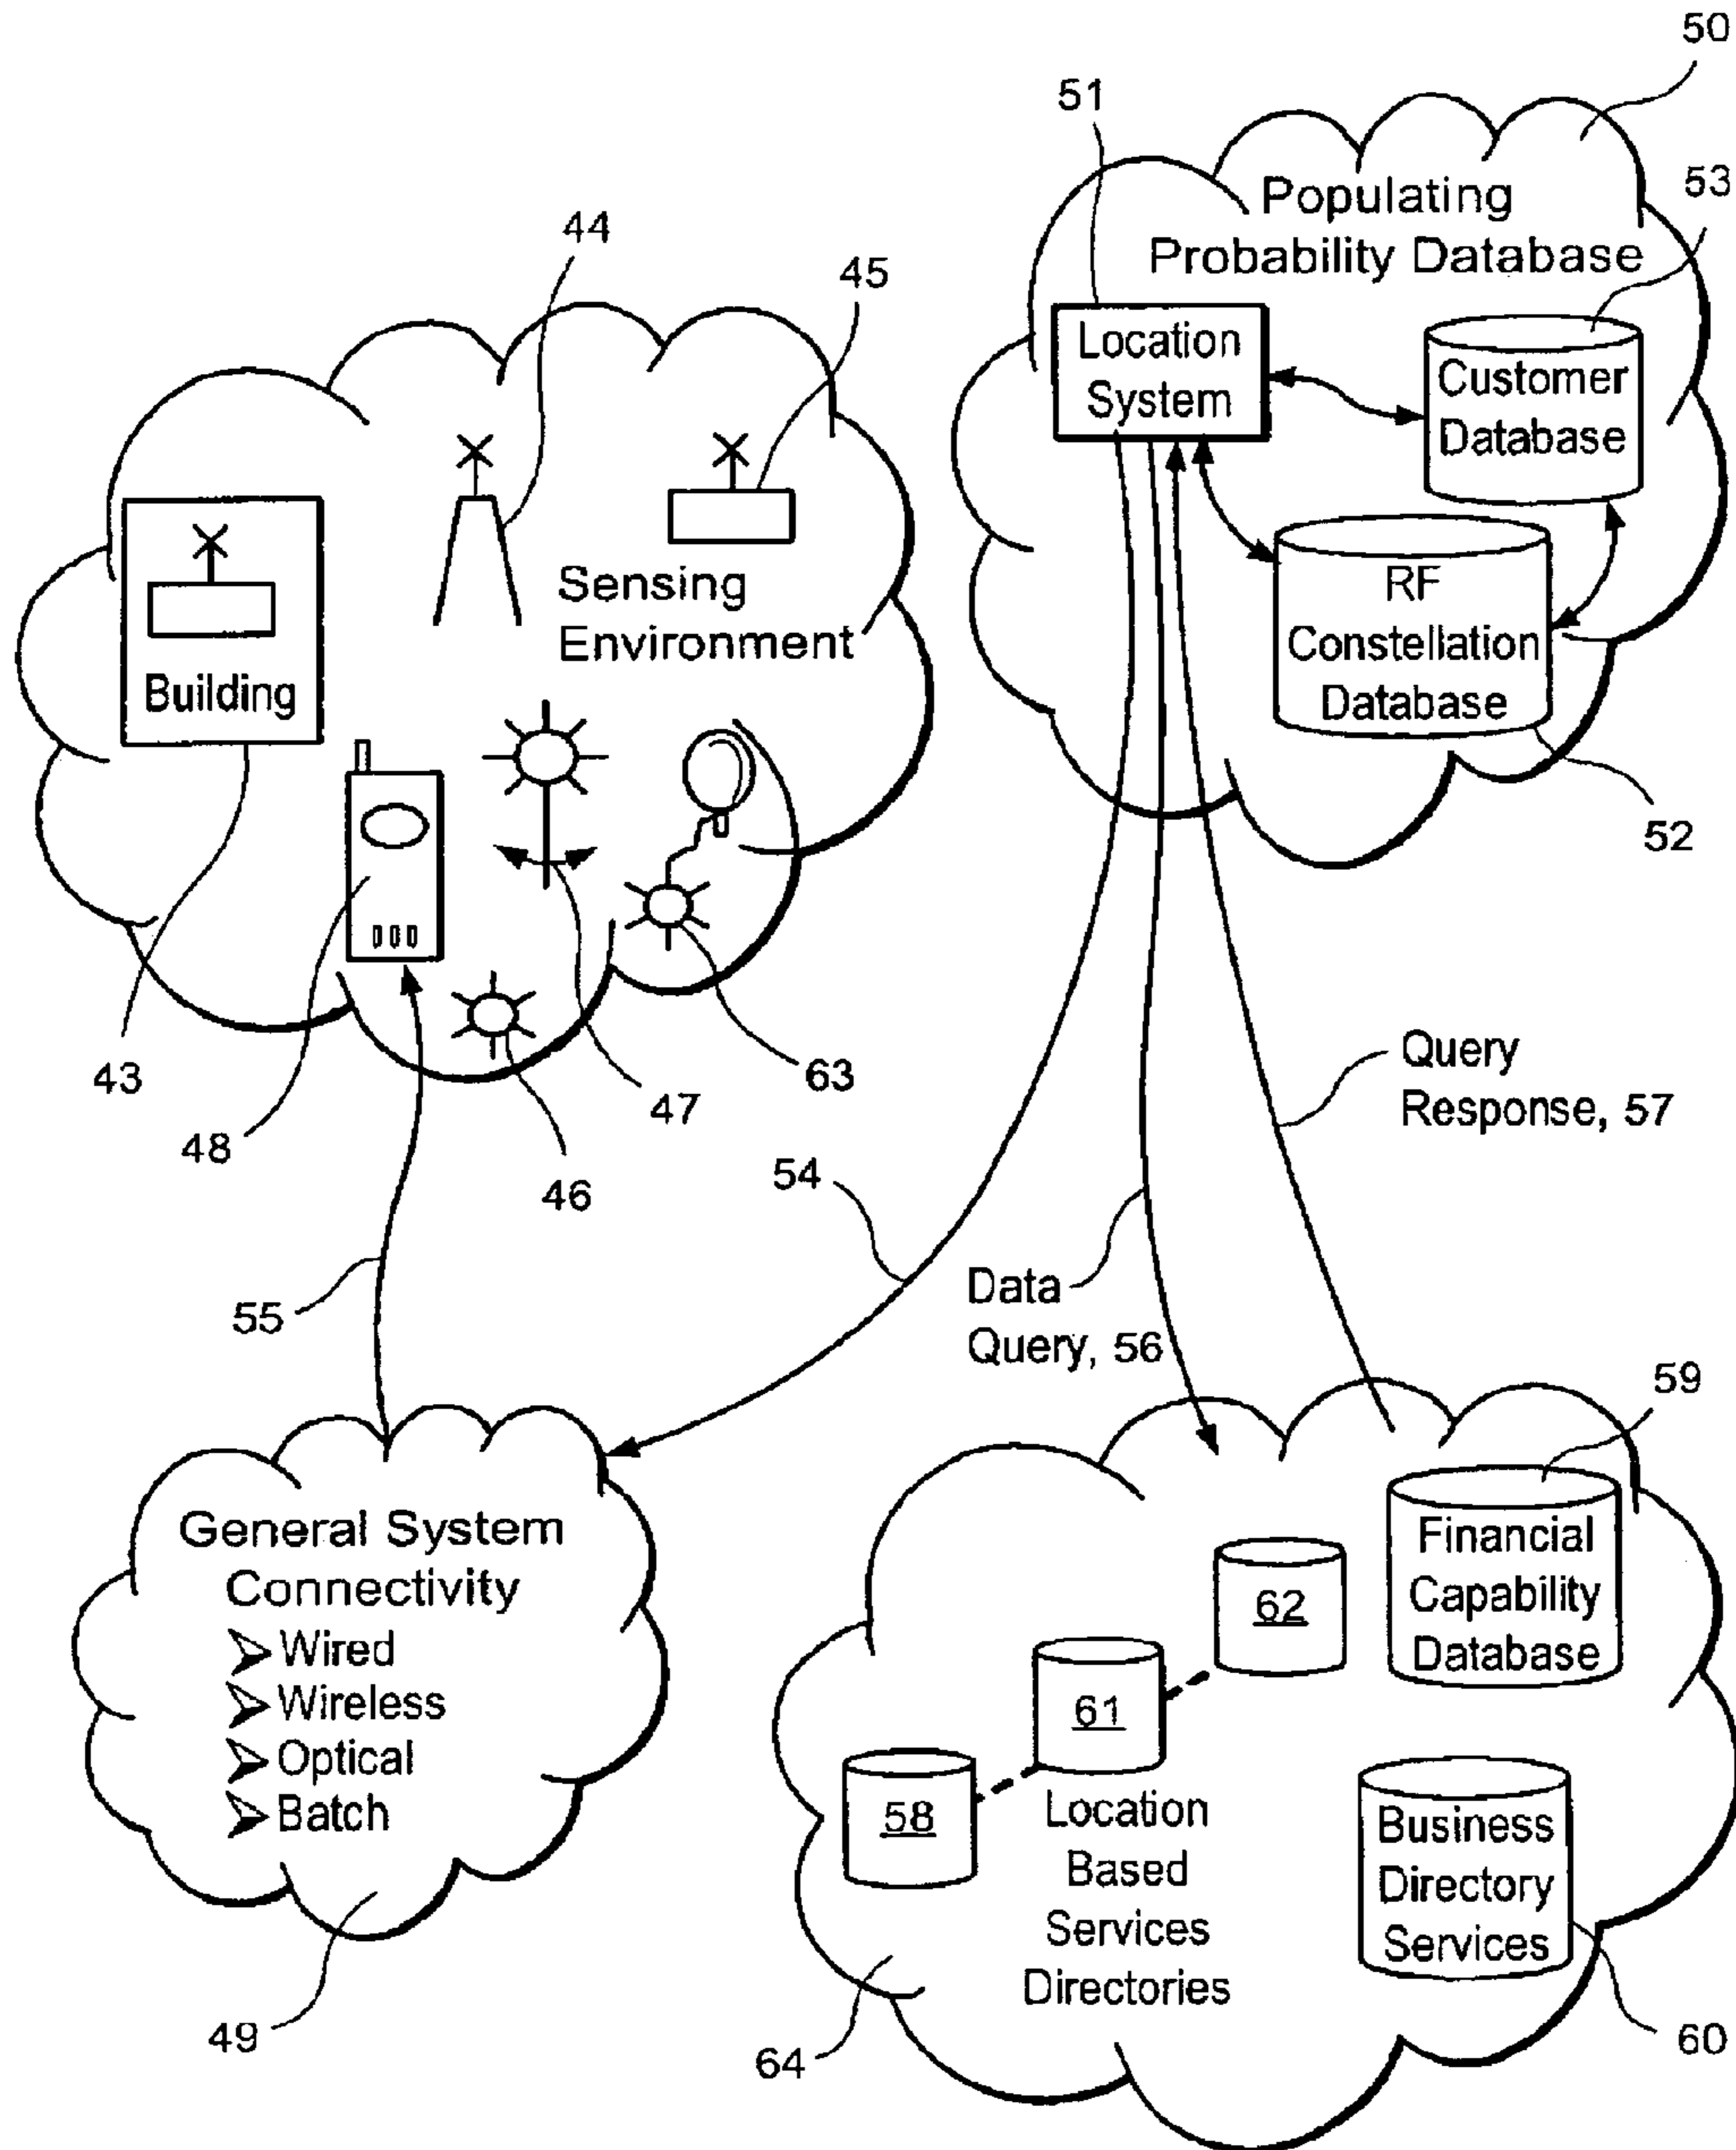 50
51
53
Populating
Probability Database
44
45
Location
System
Customer
Database
Sensing
Environment
RF
Constellation
Database
Building
52
43
48
47
46
63
Query
Response, 57
54
55
Data
Query, 56
59
General System
Connectivity
➢ Wired
➢ Wireless
➢ Optical
➢ Batch
Financial
Capability
Database
62
61
58
Location
Based
Services
Directories
Business
Directory
Services
49
64
60